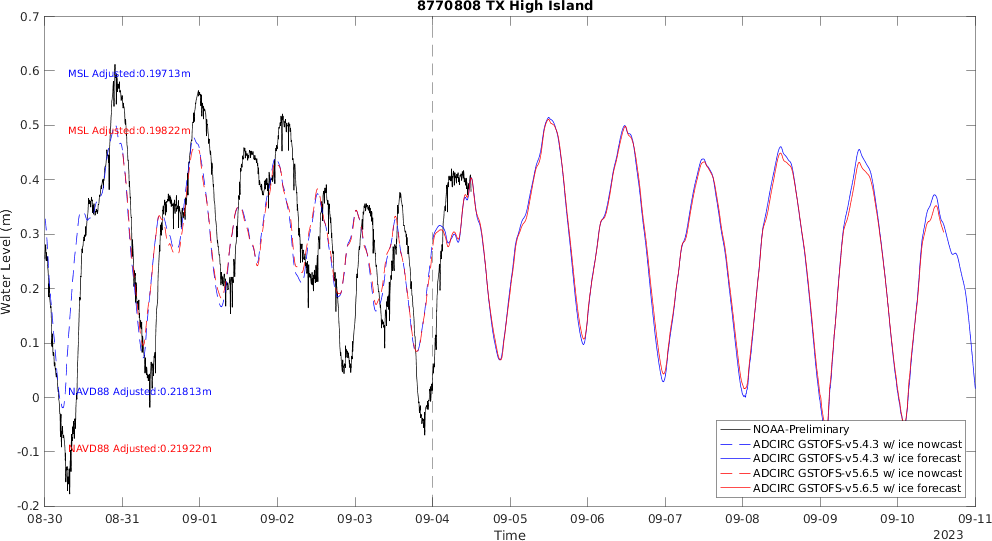 8770808 TX High Island
0.7
0.6
0.5
0.4
0.3
0.2
0.1
0
-0.1
-0.2
Water Level (m)
MSL Adjusted:0.19713m
MSL Adjusted:0.19822m
NAVD88 Adjusted:0.21813m
NAVD88 Adjusted:0.21922m
NOAA-Preliminary
ADCIRC GSTOFS-v5.4.3 w/ ice nowcast
ADCIRC GSTOFS-v5.4.3 w/ ice forecast
ADCIRC GSTOFS-v5.6.5 w/ ice nowcast
ADCIRC GSTOFS-v5.6.5 w/ ice forecast
08-30 08-31 09-01 09-02 09-03 09-04 09-05 09-06 09-07 09-08 09-09 09-10 09-11
Time
2023